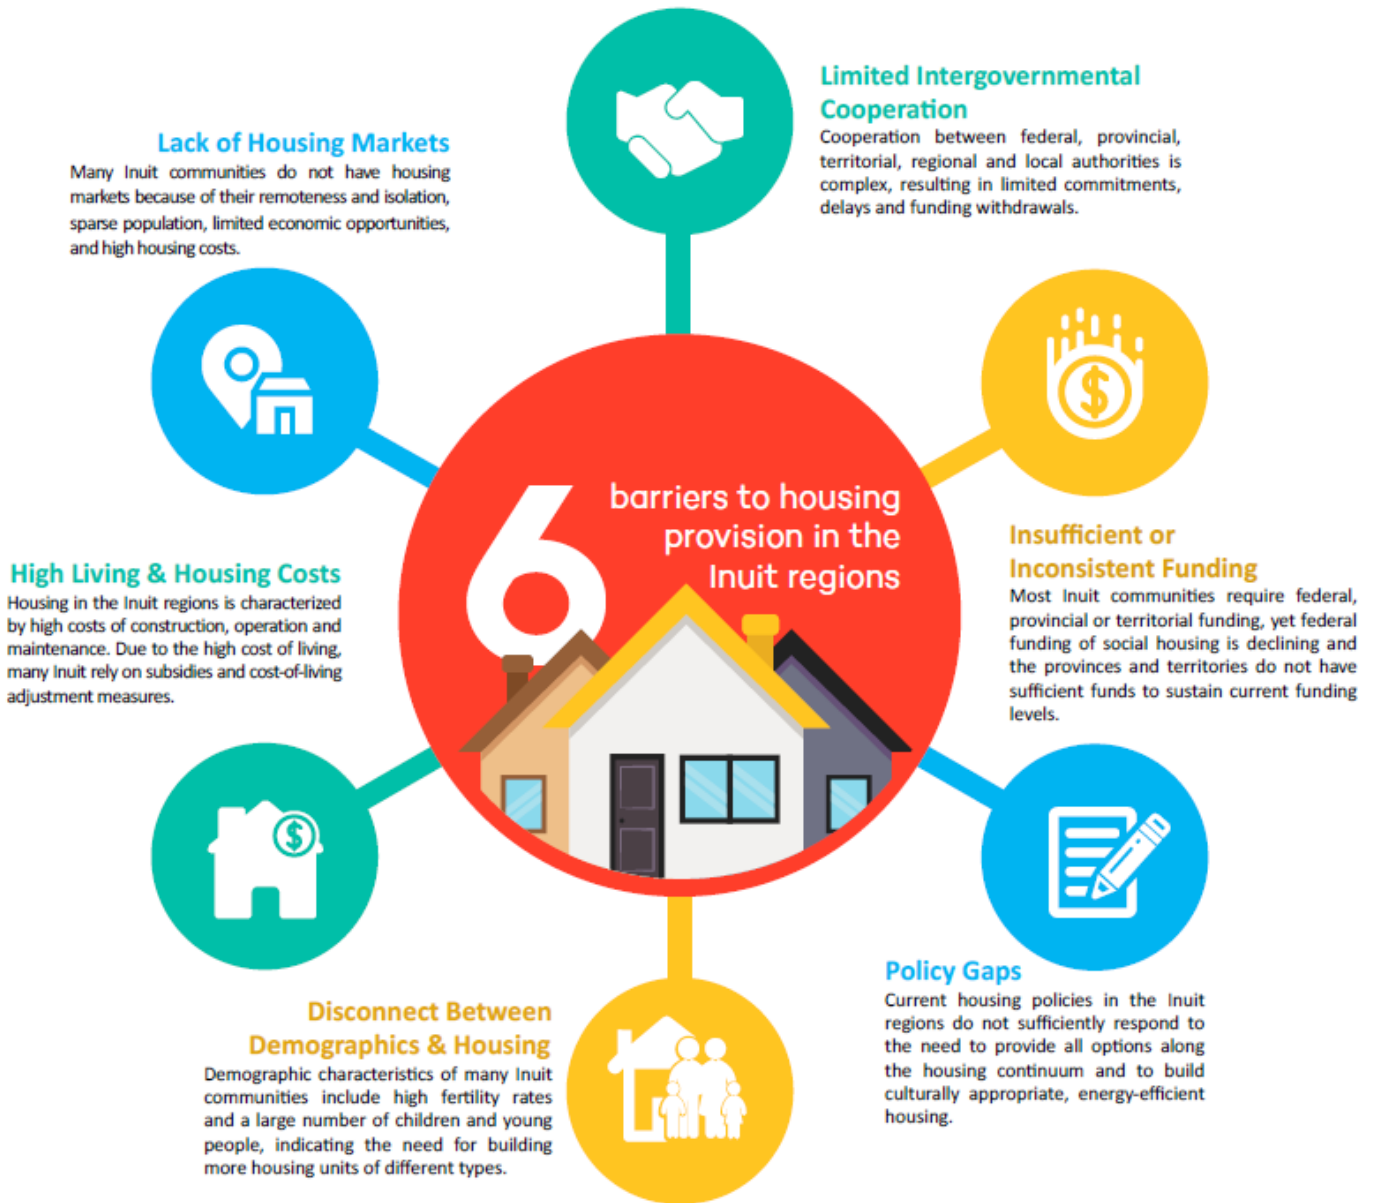 6
barriers to housing
provision in the
Inuit regions
Limited Intergovernmental
Cooperation
Cooperation between federal, provincial,
territorial, regional and local authorities is
complex, resulting in limited commitments,
delays and funding withdrawals.
Insufficient or
Inconsistent Funding
Most Inuit communities require federal,
provincial or territorial funding, yet federal
funding of social housing is declining and
the provinces and territories do not have
sufficient funds to sustain current funding
levels.
Policy Gaps
Current housing policies in the Inuit
regions do not sufficiently respond to
the need to provide all options along
the housing continuum and to build
culturally appropriate, energy-efficient
housing.
Disconnect Between
Demographics & Housing
Demographic characteristics of many Inuit
communities include high fertility rates
and a large number of children and young
people, indicating the need for building
more housing units of different types.
High Living & Housing Costs
Housing in the Inuit regions is characterized
by high costs of construction, operation and
maintenance. Due to the high cost of living,
many Inuit rely on subsidies and cost-of-living
adjustment measures.
Lack of Housing Markets
Many Inuit communities do not have housing
markets because of their remoteness and isolation,
sparse population, limited economic opportunities,
and high housing costs.
$
$